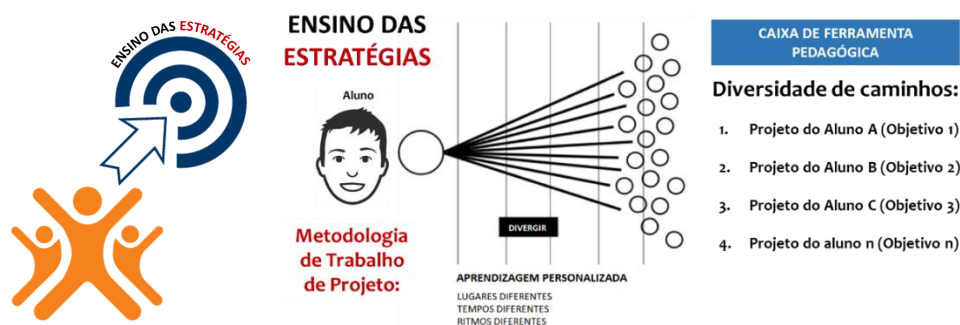 ENSINO DAS ESTRATÉGIAS
ENSINO DAS
ESTRATÉGIAS
Aluno
Metodologia
de Trabalho
de Projeto:
DIVERGIR
APRENDIZAGEM PERSONALIZADA
LUGARES DIFERENTES
TEMPOS DIFERENTES
RITMOS DIFERENTES
CAIXA DE FERRAMENTA
PEDAGÓGICA
Diversidade de caminhos:
1. Projeto do Aluno A (Objetivo 1)
2. Projeto do Aluno B (Objetivo 2)
3. Projeto do Aluno C (Objetivo 3)
4. Projeto do aluno n (Objetivo n)